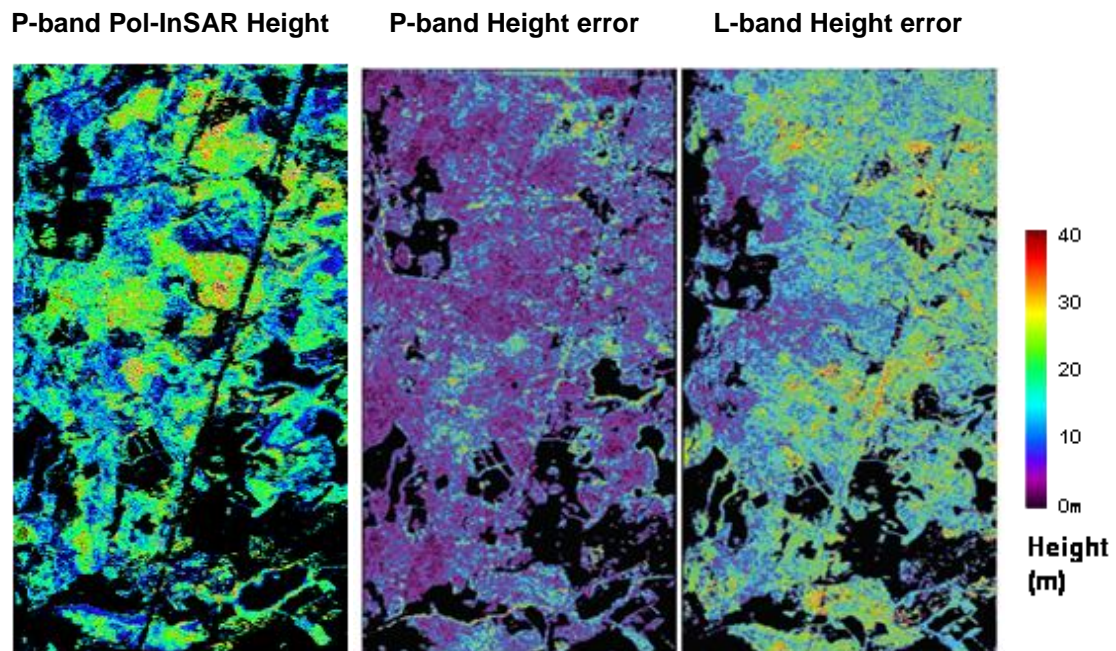 P-band Pol-InSAR Height
P-band Height error
L-band Height error
40
30
20
10
0m
Height
(m)